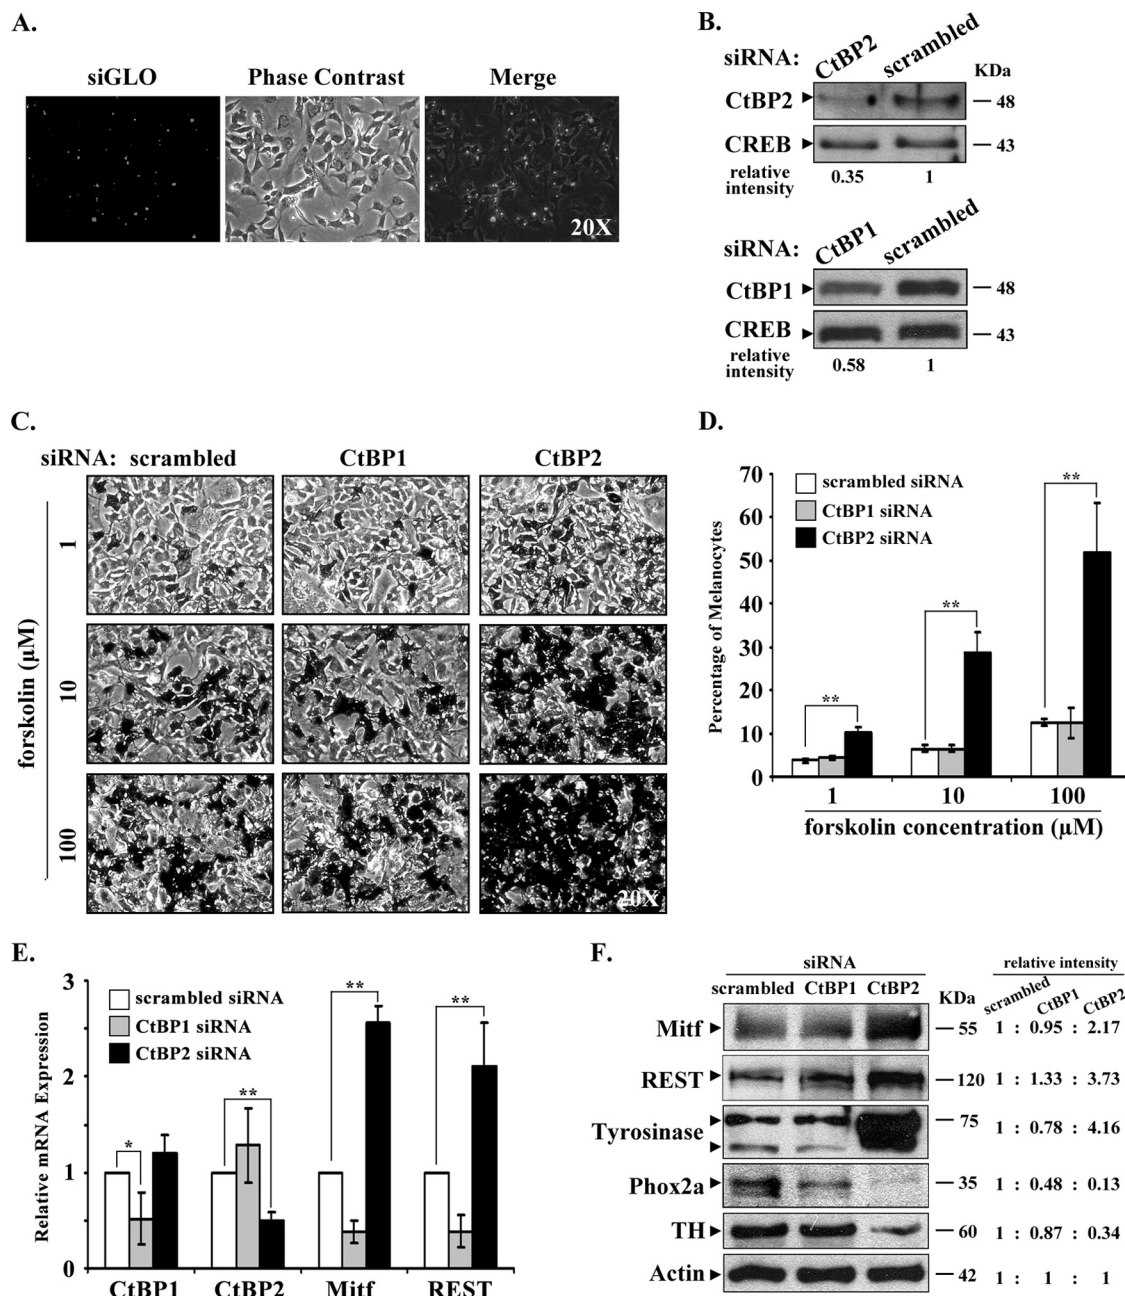 A.
siGLO Phase Contrast Merge
20X
B.
siRNA: CtBP2 scrambled
KDa
CtBP2 48
CREB 43
relative intensity 0.35 1
siRNA: CtBP1 scrambled
CtBP1 48
CREB 43
relative intensity 0.58 1
C.
siRNA: scrambled CtBP1 CtBP2
forskolin (µM)
1
10
100
20X
D.
Percentage of Melanocytes
70
60
50
40
30
20
10
0
scrambled siRNA
CtBP1 siRNA
CtBP2 siRNA
** ** **
1 10 100
forskolin concentration (µM)
E.
Relative mRNA Expression
3
2
1
0
scrambled siRNA
CtBP1 siRNA
CtBP2 siRNA
* ** ** **
CtBP1 CtBP2 Mitf REST
F.
siRNA relative intensity
scrambled CtBP1 CtBP2 KDa scrambled CtBP1 CtBP2
Mitf 55 1 : 0.95 : 2.17
REST 120 1 : 1.33 : 3.73
Tyrosinase 75 1 : 0.78 : 4.16
Phox2a 35 1 : 0.48 : 0.13
TH 60 1 : 0.87 : 0.34
Actin 42 1 : 1 : 1